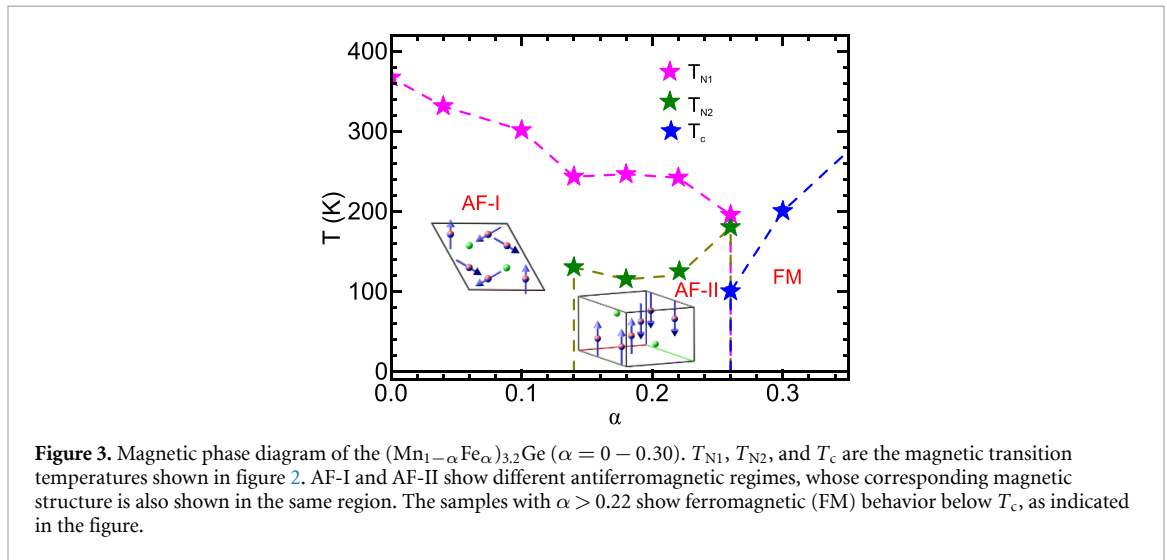 400
300
200
100
0
T (K)
0.0
0.1
0.2
0.3
α
T_N1
T_N2
T_c
AF-I
AF-II
FM
Figure 3. Magnetic phase diagram of the (Mn₁₋αFeα)₃.₂Ge (α = 0 − 0.30). T_N1, T_N2, and T_c are the magnetic transition
temperatures shown in figure 2. AF-I and AF-II show different antiferromagnetic regimes, whose corresponding magnetic
structure is also shown in the same region. The samples with α > 0.22 show ferromagnetic (FM) behavior below T_c, as indicated
in the figure.